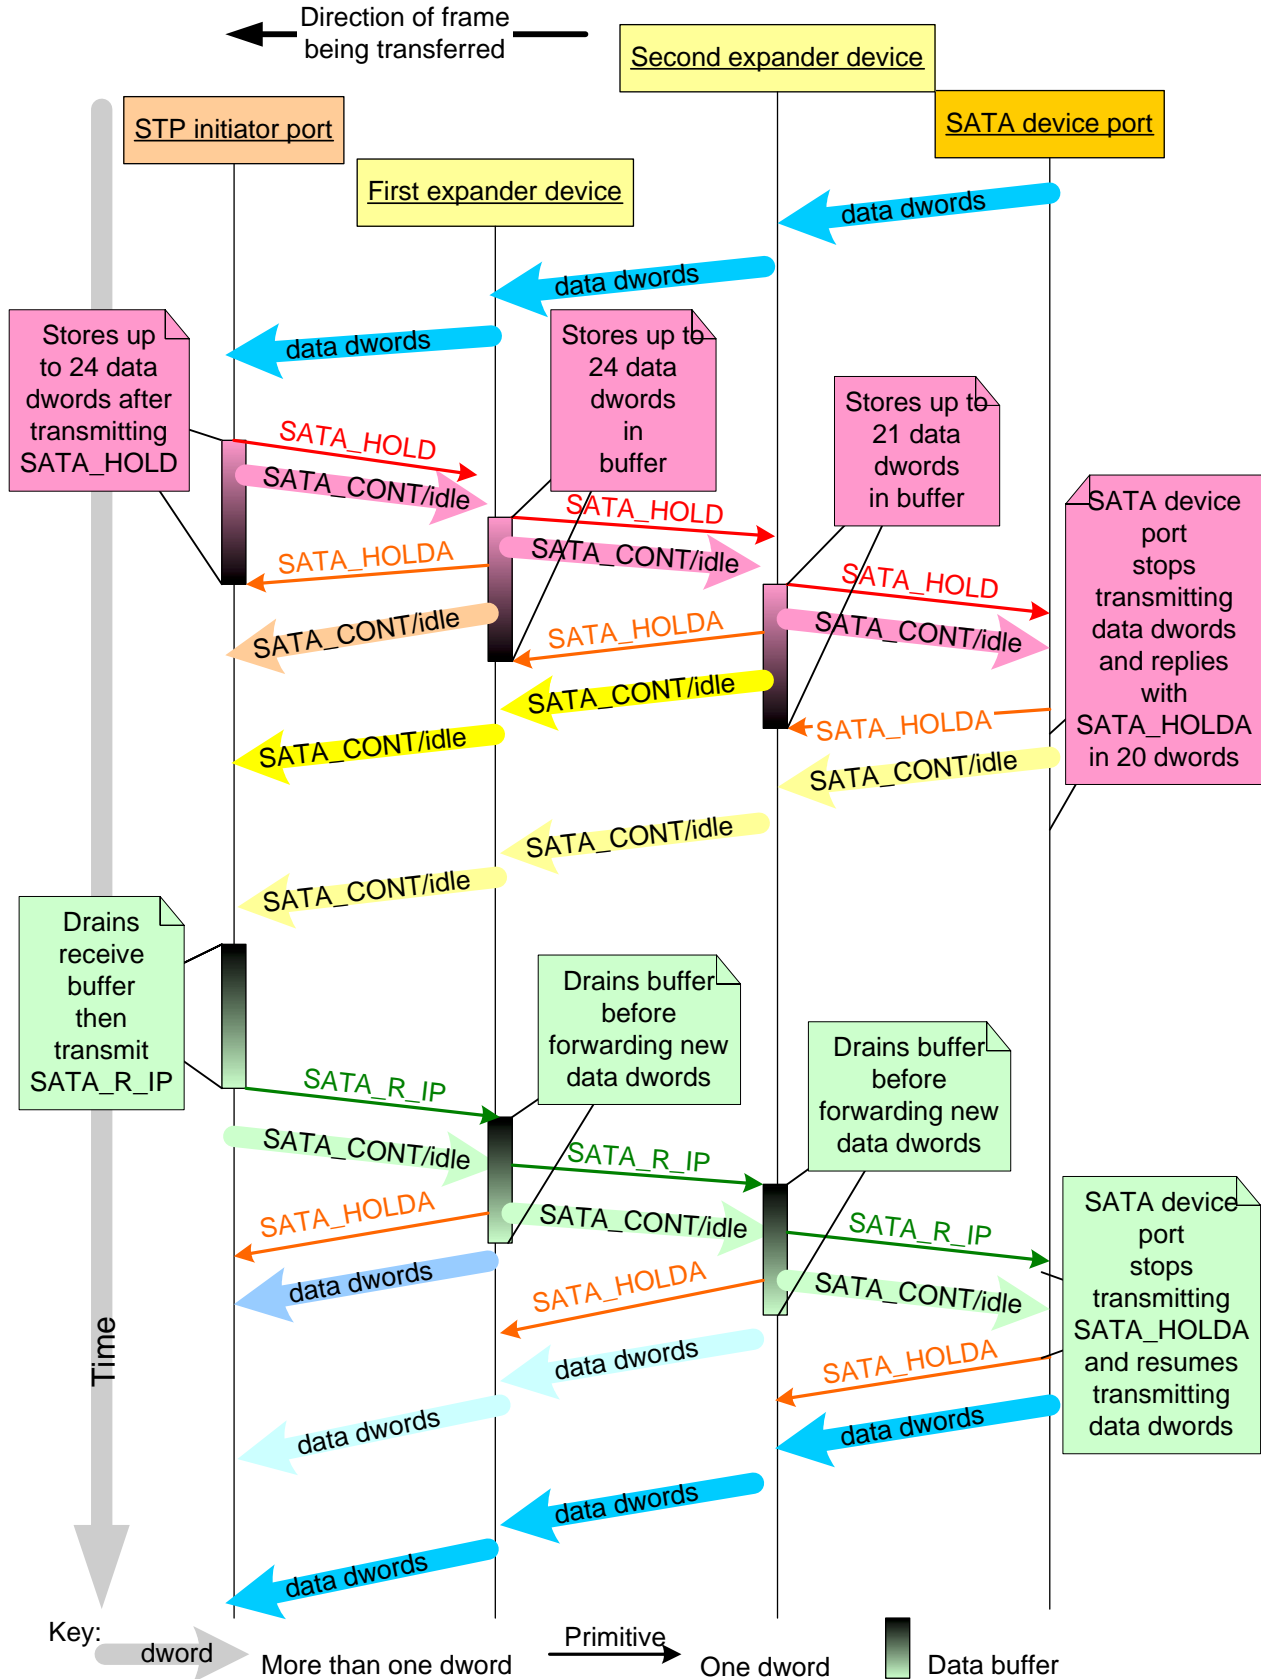 Direction of frame
being transferred
Second expander device
STP initiator port
SATA device port
First expander device
data dwords
data dwords
data dwords
Stores up
to 24 data
dwords after
transmitting
SATA_HOLD
Stores up to
24 data
dwords
in
buffer
Stores up to
21 data
dwords
in buffer
SATA device
port
stops
transmitting
data dwords
and replies
with
SATA_HOLDA
in 20 dwords
SATA_HOLD
SATA_CONT/idle
SATA_HOLD
SATA_CONT/idle
SATA_HOLDA
SATA_HOLD
SATA_CONT/idle
SATA_CONT/idle
SATA_HOLDA
SATA_CONT/idle
SATA_HOLDA
SATA_CONT/idle
SATA_CONT/idle
SATA_CONT/idle
SATA_CONT/idle
Drains
receive
buffer
then
transmit
SATA_R_IP
Drains buffer
before
forwarding new
data dwords
Drains buffer
before
forwarding new
data dwords
SATA_R_IP
SATA_CONT/idle
SATA_R_IP
SATA_HOLDA
SATA_CONT/idle
SATA_R_IP
SATA device
port
stops
transmitting
SATA_HOLDA
and resumes
transmitting
data dwords
data dwords
SATA_HOLDA
SATA_CONT/idle
data dwords
SATA_HOLDA
data dwords
data dwords
data dwords
data dwords
Time
Key:
dword
More than one dword
Primitive
One dword
Data buffer